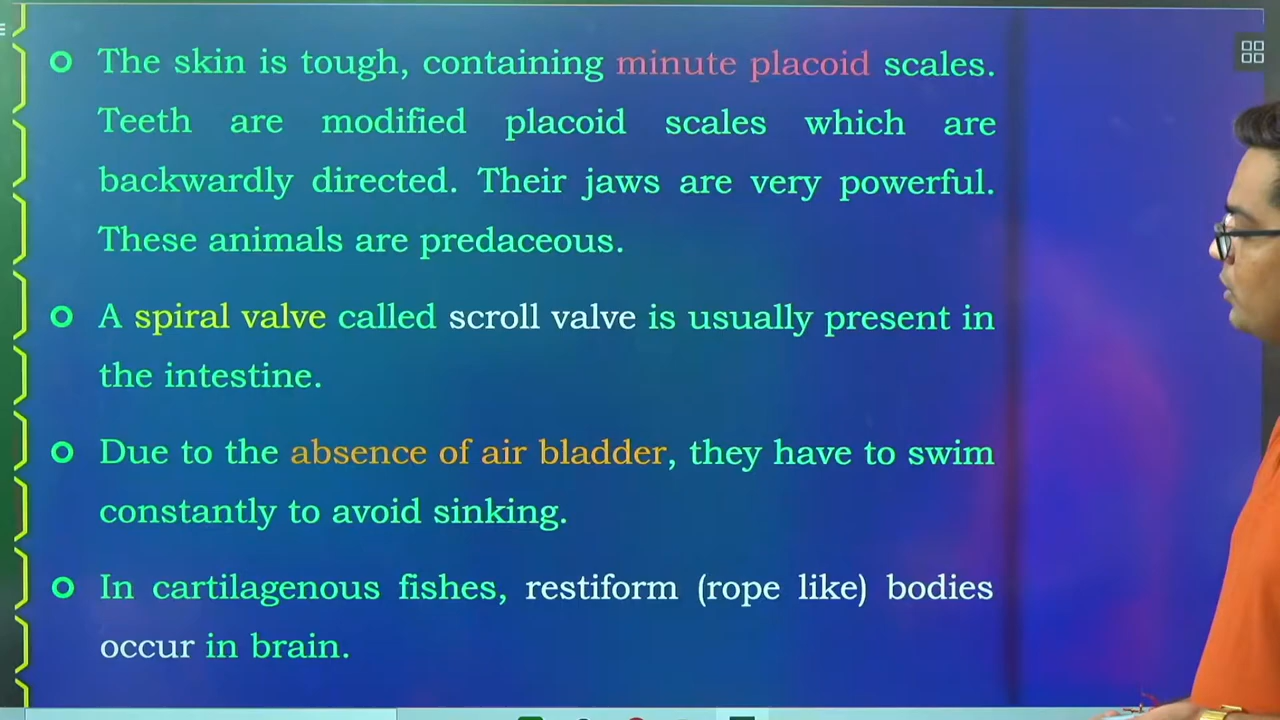 The skin is tough, containing minute placoid scales.
Teeth are modified placoid scales which are
backwardly directed. Their jaws are very powerful.
These animals are predaceous.
A spiral valve called scroll valve is usually present in
the intestine.
Due to the absence of air bladder, they have to swim
constantly to avoid sinking.
In cartilagenous fishes, restiform (rope like) bodies
occur in brain.